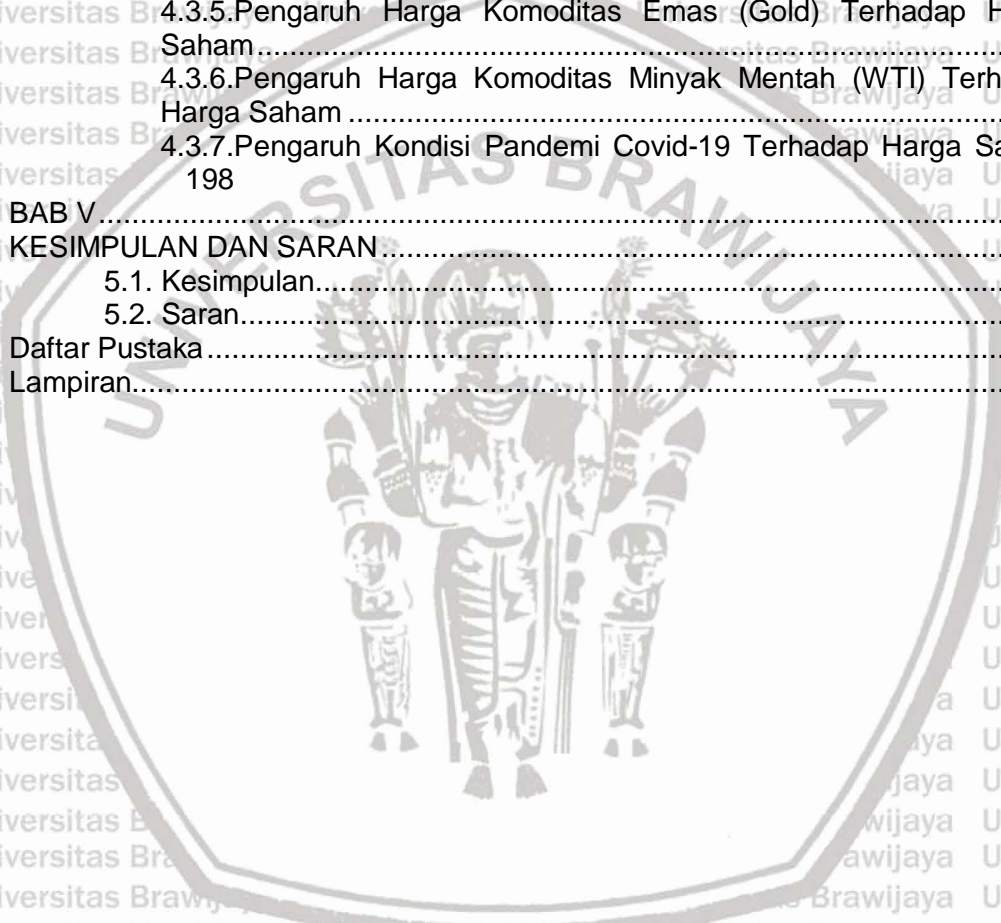 4.3.5.Pengaruh Harga Komoditas Emas (Gold) Terhadap H
Saham
4.3.6.Pengaruh Harga Komoditas Minyak Mentah (WTI) Terh
Harga Saham
4.3.7.Pengaruh Kondisi Pandemi Covid-19 Terhadap Harga Sa
198
BAB V
KESIMPULAN DAN SARAN
5.1. Kesimpulan
5.2. Saran
Daftar Pustaka
Lampiran
UNIVERSITAS BRAWIJAYA